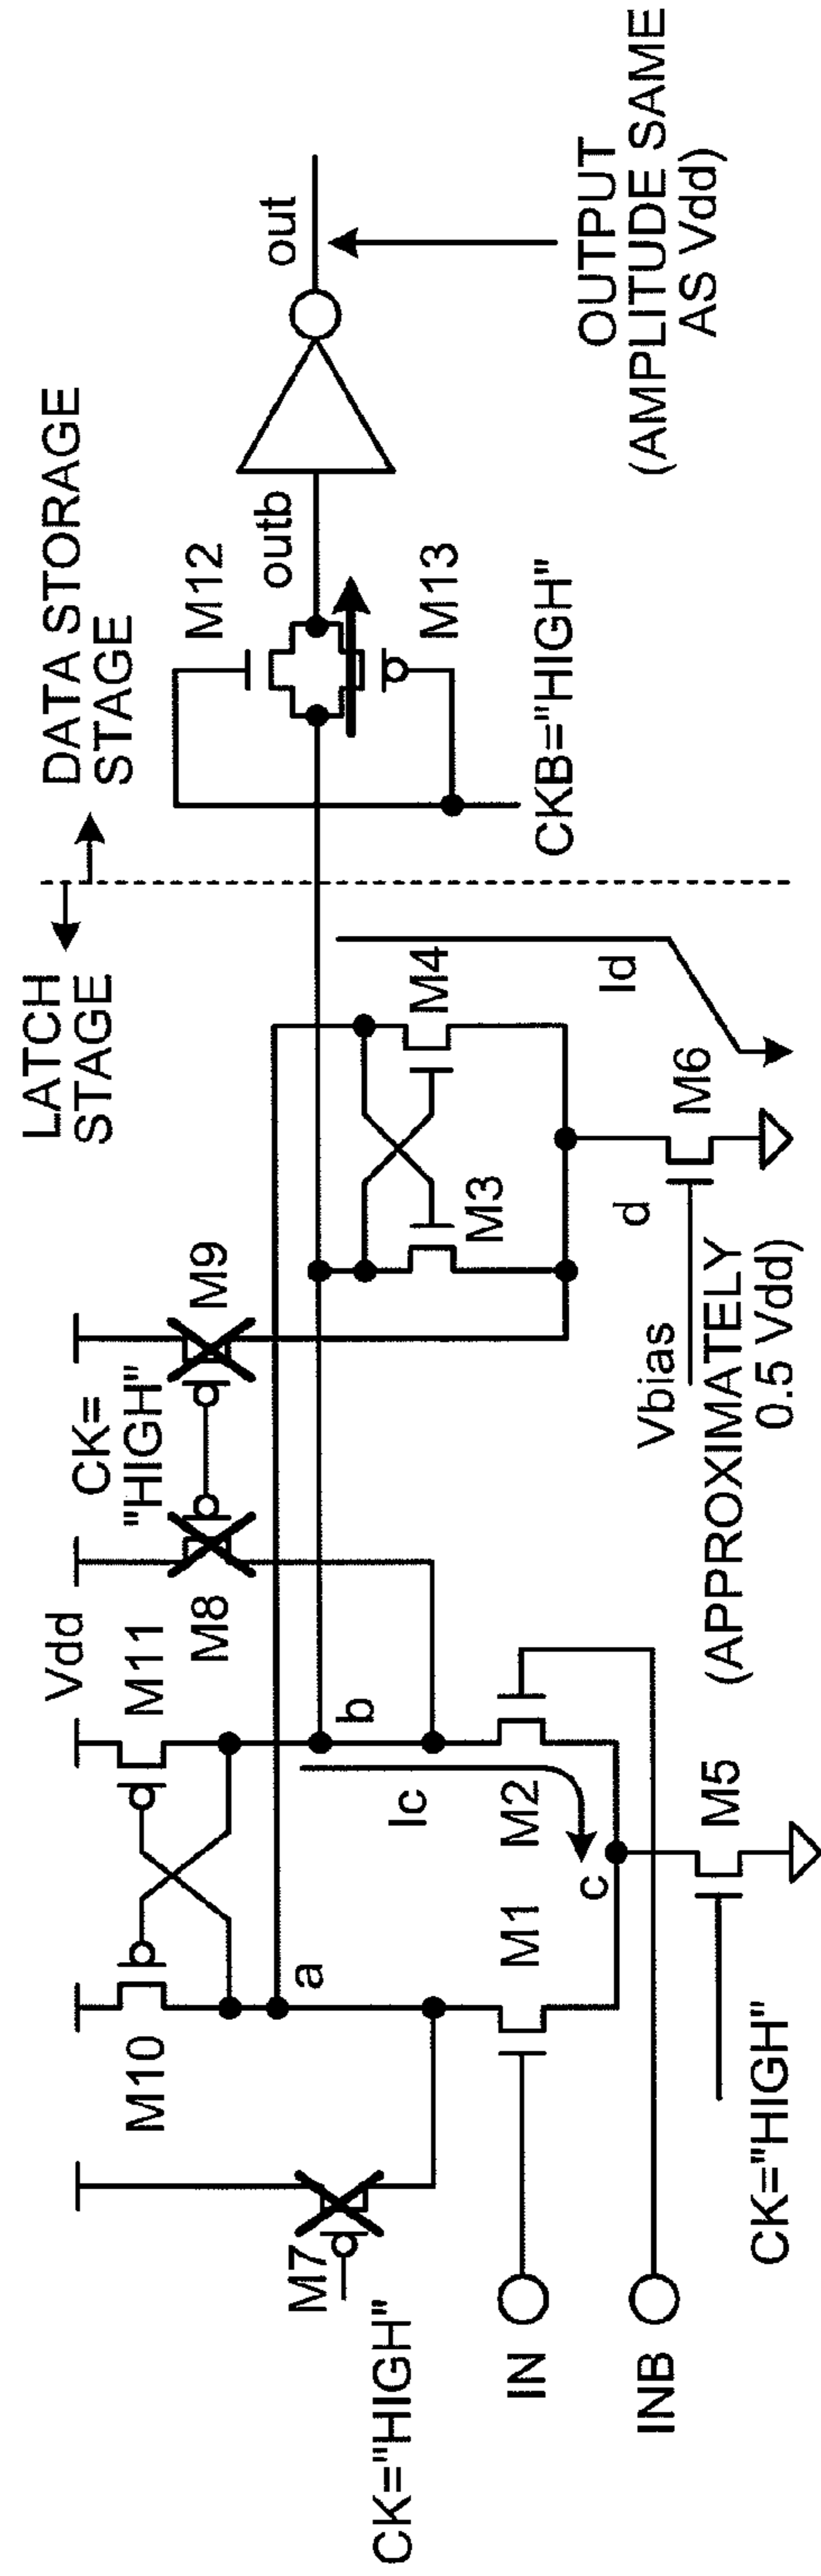 LATCH
STAGE
DATA STORAGE
STAGE
Vdd
CK=
"HIGH"
M10
M11
M8
M9
M7
CK="HIGH"
a
b
Ic
M1
M2
c
IN
INB
M5
CK="HIGH"
M3
M4
Id
d
M6
Vbias
(APPROXIMATELY
0.5 Vdd)
M12
M13
outb
out
CKB="HIGH"
OUTPUT
(AMPLITUDE SAME
AS Vdd)